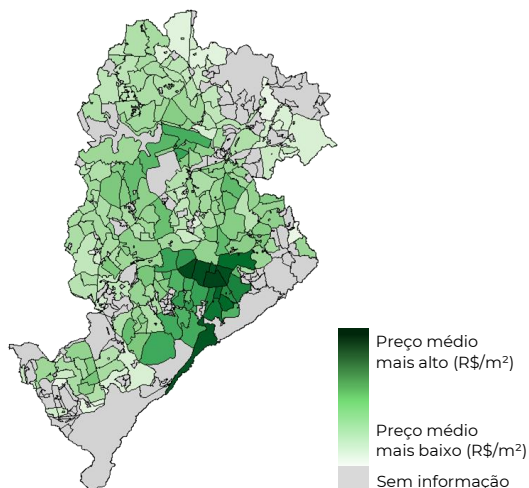 Preço médio
mais alto (R$/m²)
Preço médio
mais baixo (R$/m²)
Sem informação